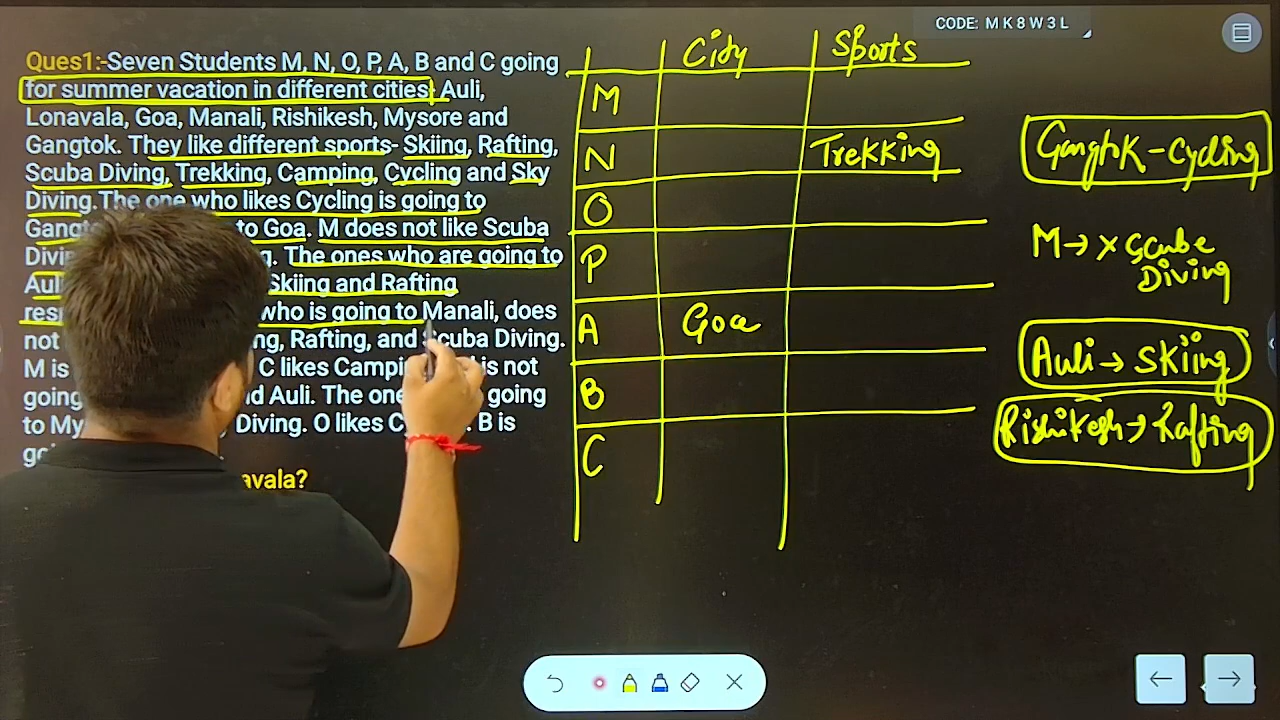 CODE: M K 8 W 3 L
Ques1:-Seven Students M, N, O, P, A, B and C going
for summer vacation in different cities- Auli,
Lonavala, Goa, Manali, Rishikesh, Mysore and
Gangtok. They like different sports- Skiing, Rafting,
Scuba Diving, Trekking, Camping, Cycling and Sky
Diving.The one who likes Cycling is going to
to Goa. M does not like Scuba
The ones who are going to
Skiing and Rafting
who is going to Manali, does
not Rafting, and Scuba Diving.
M is C likes is not
going Auli. The going
to Diving. O likes B is
City Sports
M
N Trekking
O
P
A Goa
B
C
Gangtok - Cycling
M → × Scube
Diving
Auli → Skiing
Rishikesh → Rafting